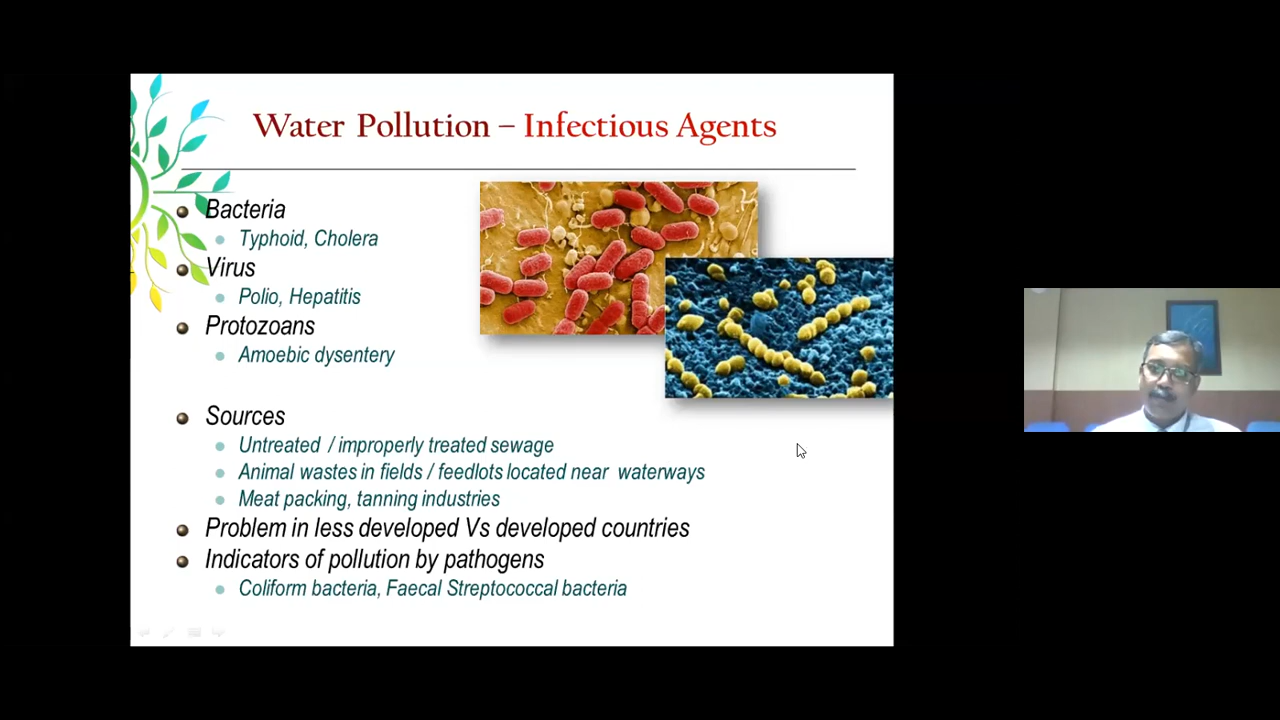 Water Pollution – Infectious Agents
Bacteria
Typhoid, Cholera
Virus
Polio, Hepatitis
Protozoans
Amoebic dysentery
Sources
Untreated / improperly treated sewage
Animal wastes in fields / feedlots located near waterways
Meat packing, tanning industries
Problem in less developed Vs developed countries
Indicators of pollution by pathogens
Coliform bacteria, Faecal Streptococcal bacteria